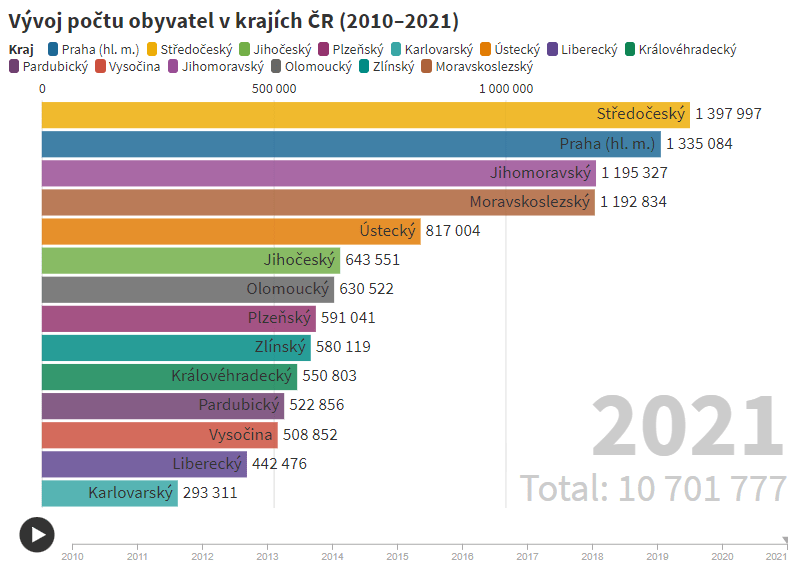 Vývoj počtu obyvatel v krajích ČR (2010–2021)
Kraj Praha (hl. m.) Středočeský Jihočeský Plzeňský Karlovarský Ústecký Liberecký Královéhradecký
Pardubický Vysočina Jihomoravský Olomoucký Zlínský Moravskoslezský
0 500 000 1 000 000
Středočeský 1 397 997
Praha (hl. m.) 1 335 084
Jihomoravský 1 195 327
Moravskoslezský 1 192 834
Ústecký 817 004
Jihočeský 643 551
Olomoucký 630 522
Plzeňský 591 041
Zlínský 580 119
Královéhradecký 550 803
Pardubický 522 856
Vysočina 508 852
Liberecký 442 476
Karlovarský 293 311
2021
Total: 10 701 777
2010 2011 2012 2013 2014 2015 2016 2017 2018 2019 2020 2021